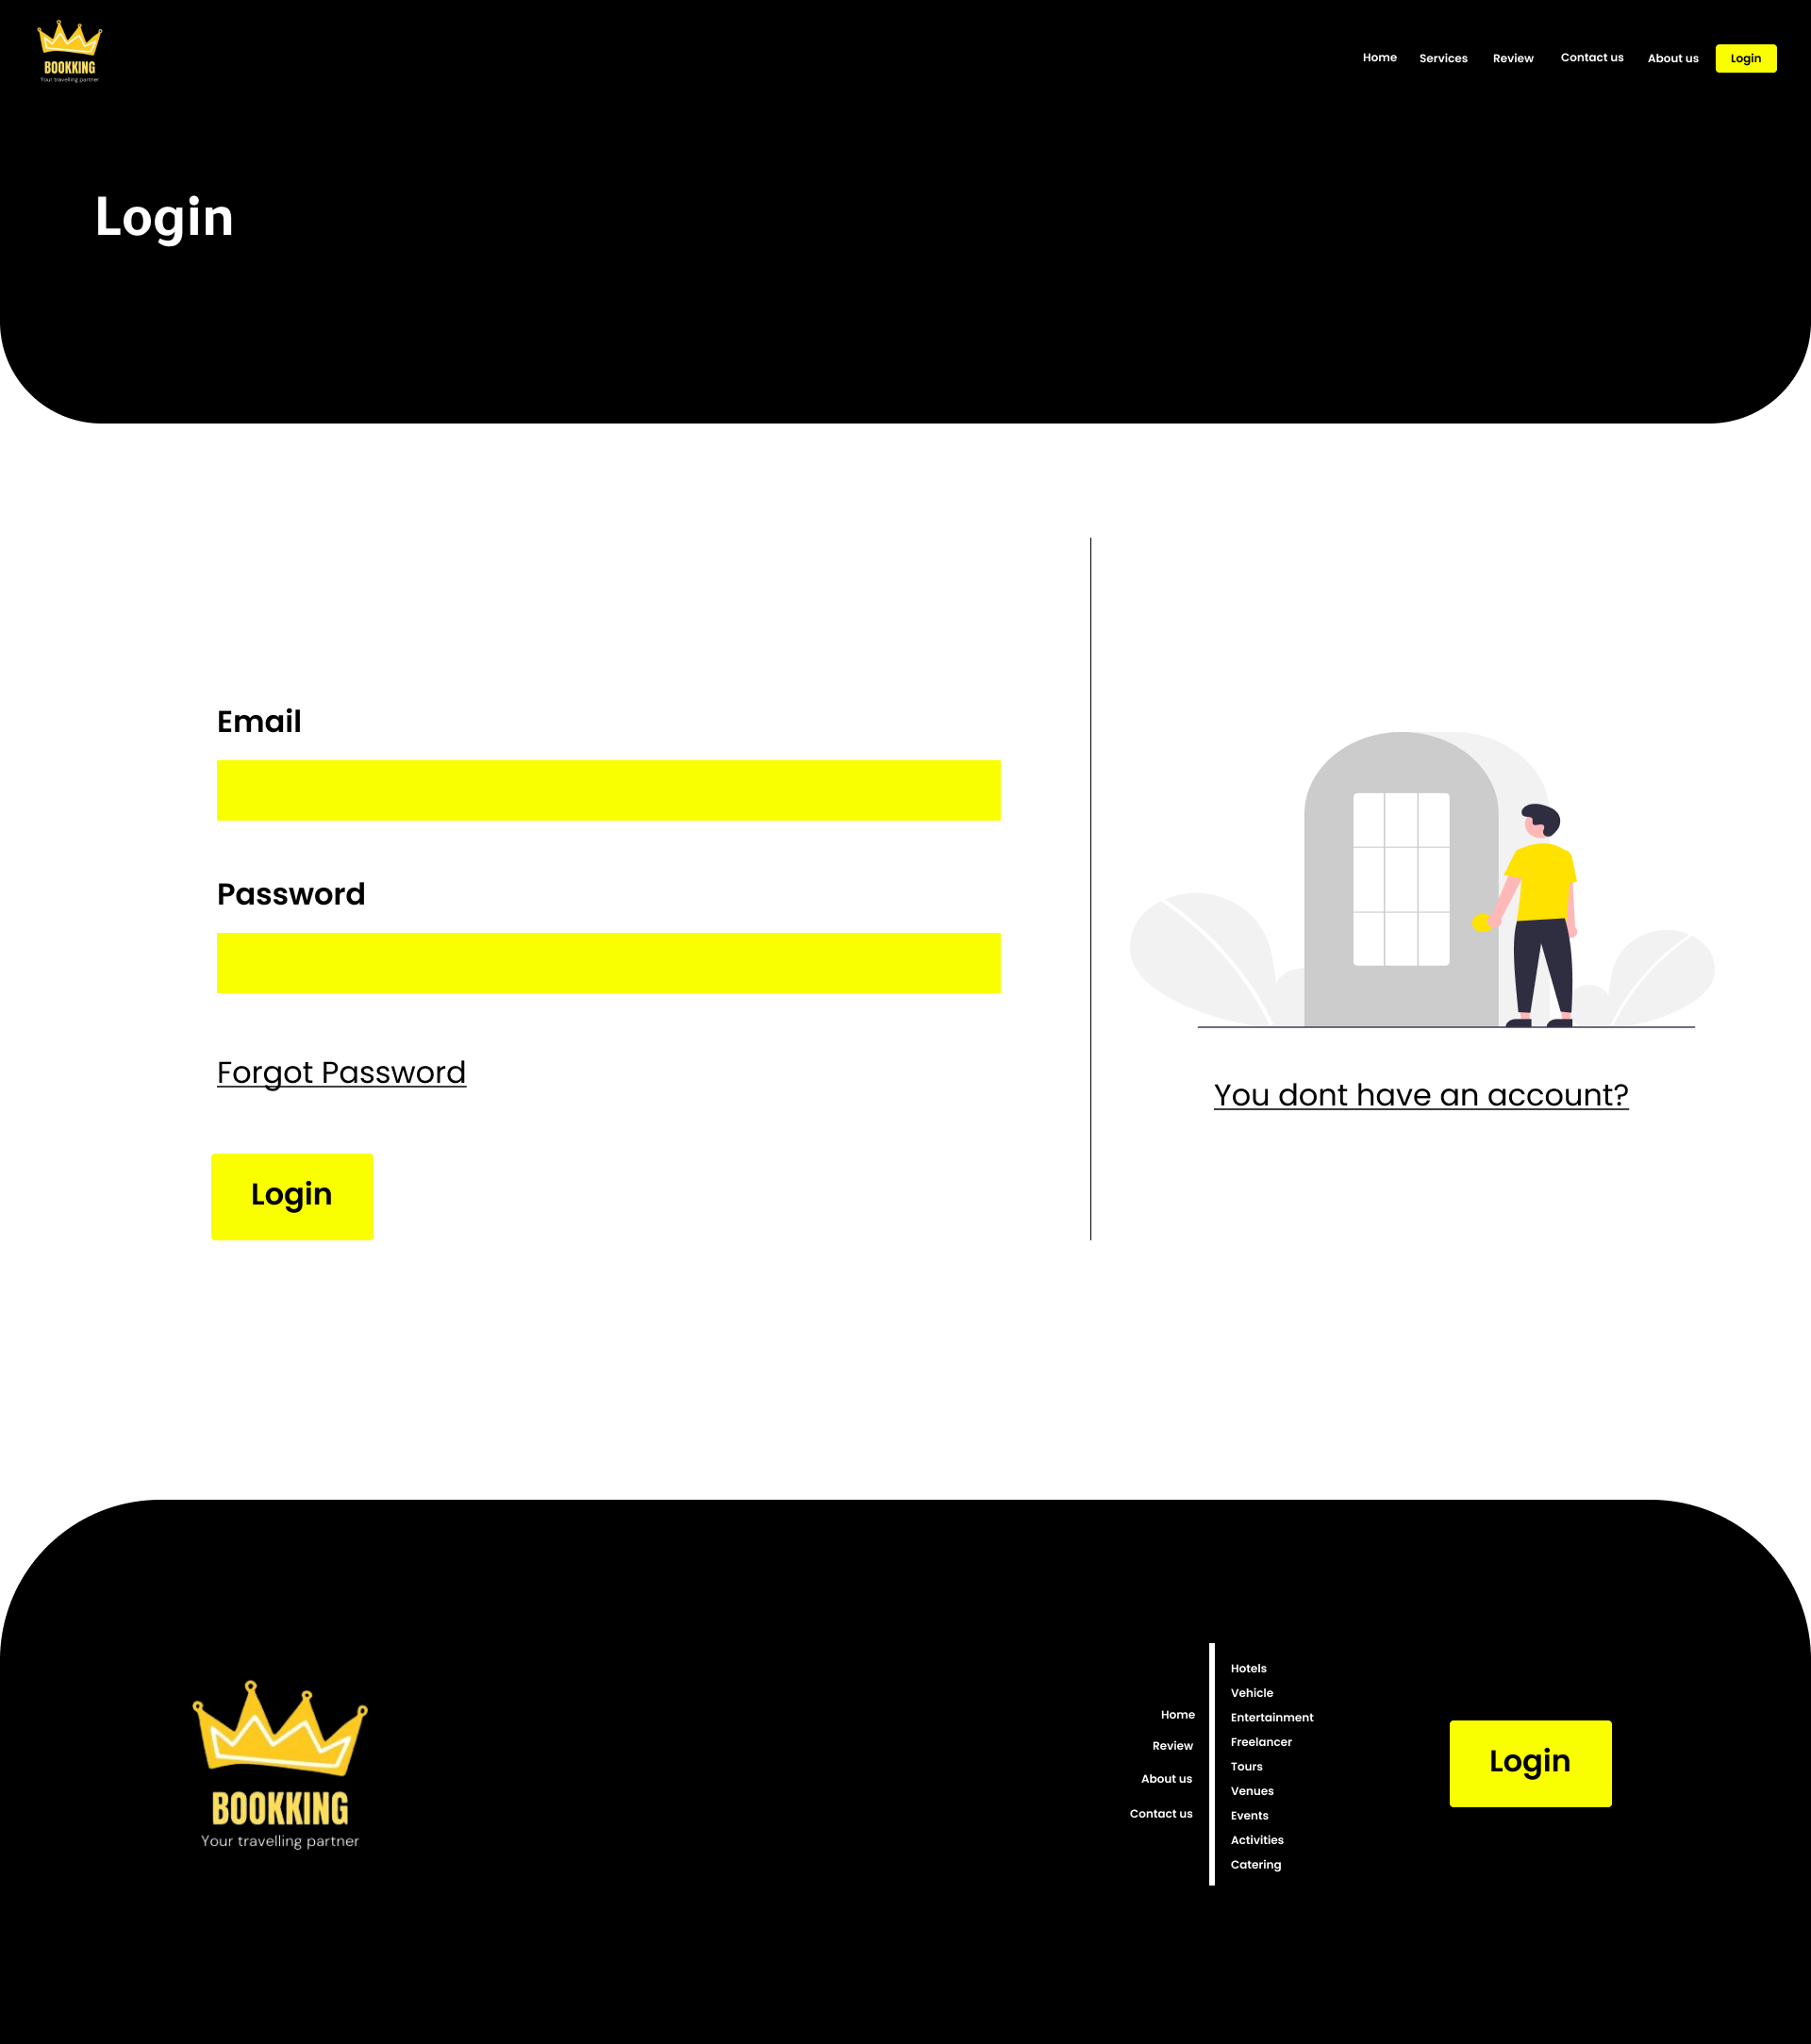 BOOKKING
Your travelling partner
Home Services Review Contact us About us Login
Login
Email
Password
Forgot Password
You dont have an account?
Login
BOOKKING
Your travelling partner
Home
Review
About us
Contact us
Hotels
Vehicle
Entertainment
Freelancer
Tours
Venues
Events
Activities
Catering
Login